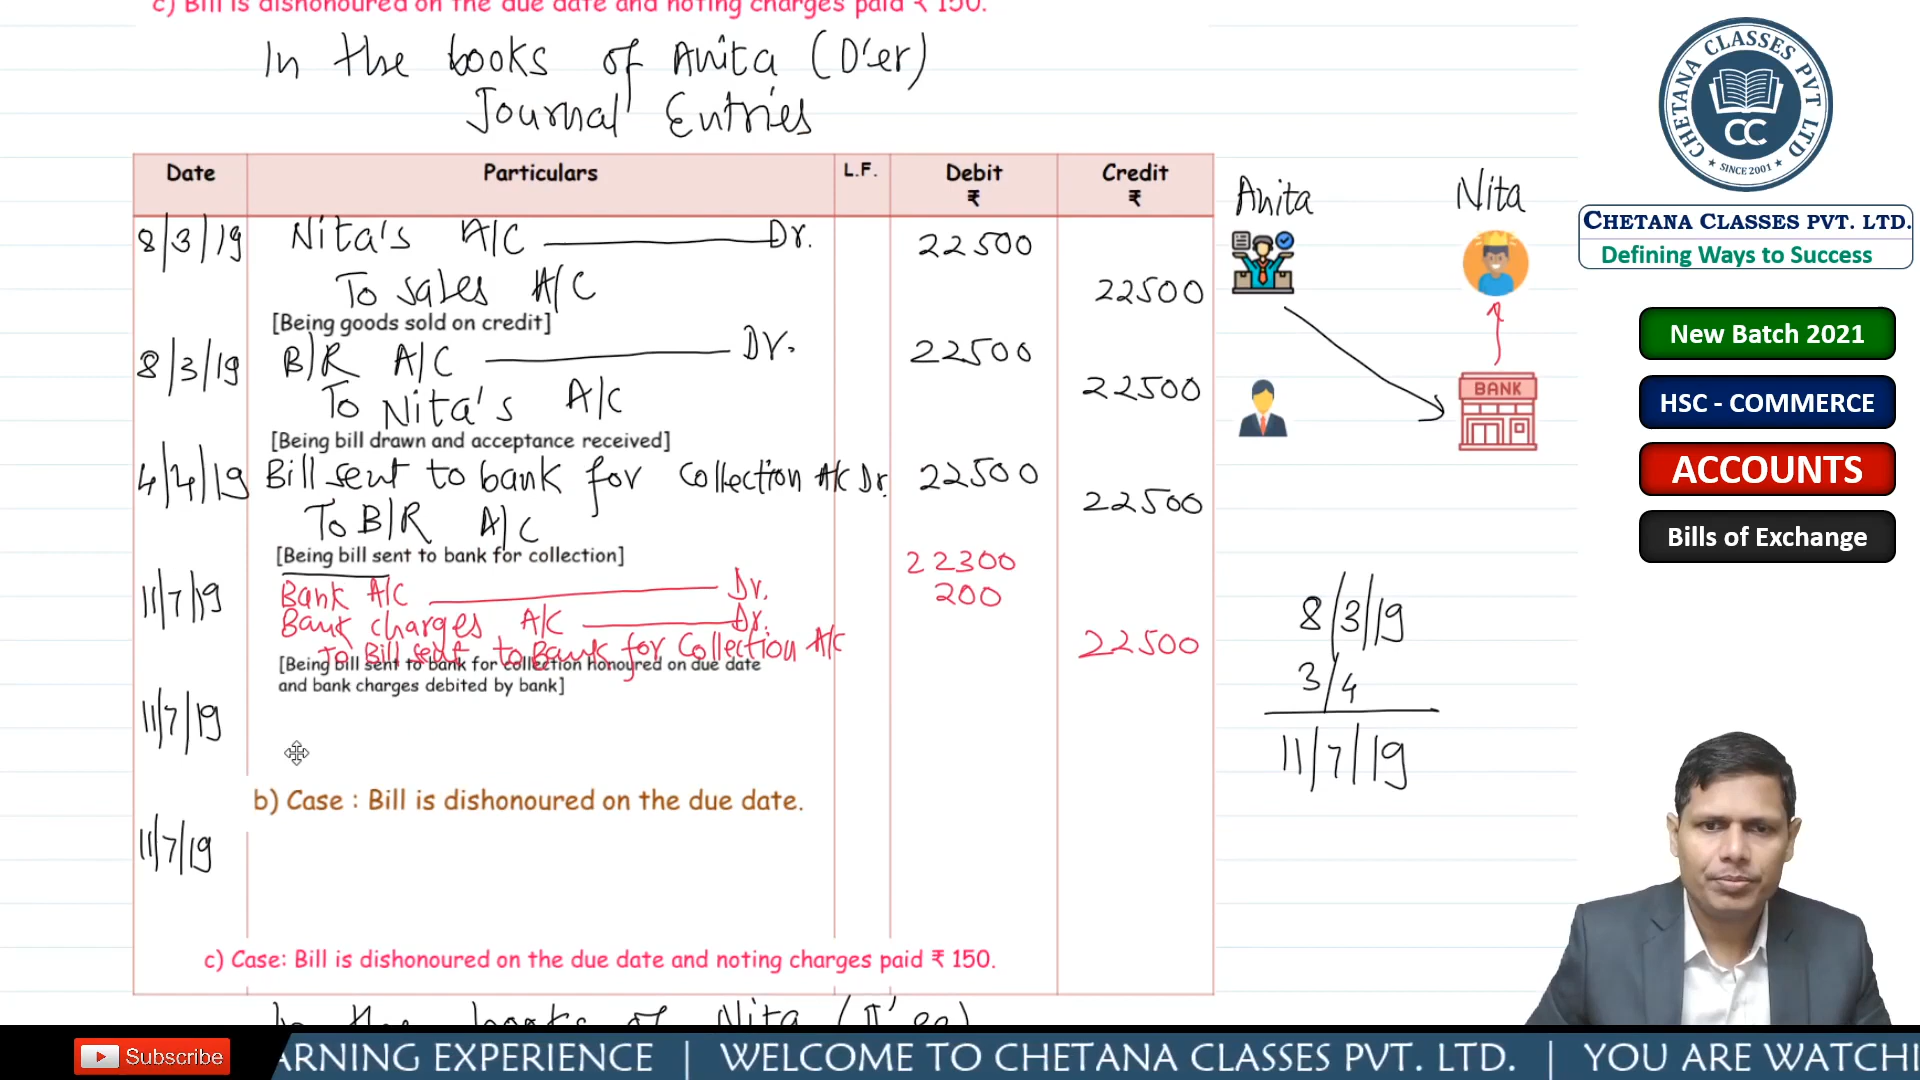 c) Bill is dishonoured on the due date and noting charges paid ₹ 150.
In the books of Anita (D'er)
Journal Entries
Date Particulars L.F. Debit ₹ Credit ₹
8/3/19 Nita's A/C Dr. 22500
To sales A/C 22500
[Being goods sold on credit]
8/3/19 B/R A/C Dr. 22500
To Nita's A/C 22500
[Being bill drawn and acceptance received]
4/4/19 Bill sent to bank for Collection A/c Dr. 22500
To B/R A/C 22500
[Being bill sent to bank for collection]
11/7/19 Bank A/C Dr. 22300
Bank charges A/C Dr. 200
To Bill sent to Bank for Collection A/C 22500
[Being bill sent to bank for collection honoured on due date
and bank charges debited by bank]
11/7/19
b) Case : Bill is dishonoured on the due date.
11/7/19
c) Case: Bill is dishonoured on the due date and noting charges paid ₹ 150.
In the books of Nita (D'ee)
Anita Nita
BANK
8/3/19
3/4
11/7/19
CHETANA CLASSES PVT LTD
CC
★ SINCE 2001 ★
CHETANA CLASSES PVT. LTD.
Defining Ways to Success
New Batch 2021
HSC - COMMERCE
ACCOUNTS
Bills of Exchange
Subscribe
ARNING EXPERIENCE | WELCOME TO CHETANA CLASSES PVT. LTD. | YOU ARE WATCHI